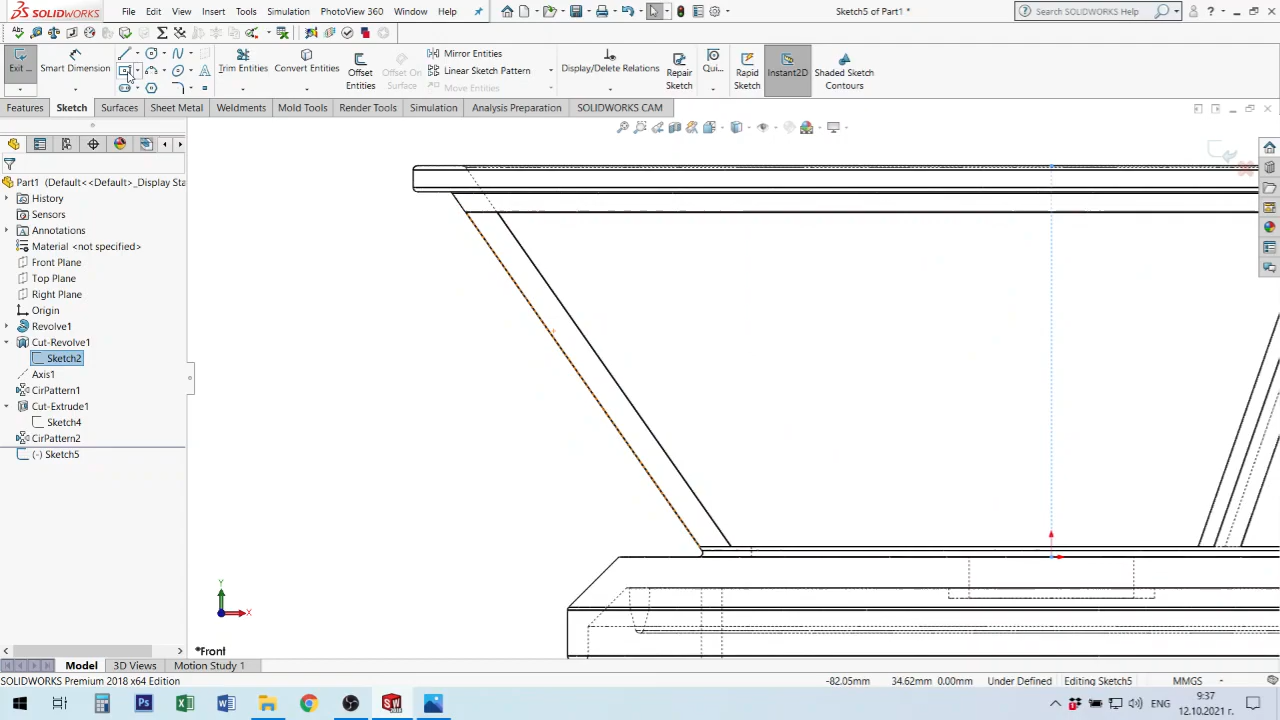 SOLIDWORKS File Edit View Insert Tools Simulation PhotoView 360 Window Help Sketch5 of Part1 * Search SOLIDWORKS Help
Exit ... Smart Dimension Trim Entities Convert Entities Offset Entities Offset On Surface Mirror Entities Linear Sketch Pattern Move Entities Display/Delete Relations Repair Sketch Qui... Rapid Sketch Instant2D Shaded Sketch Contours
Features Sketch Surfaces Sheet Metal Weldments Mold Tools Render Tools Simulation Analysis Preparation SOLIDWORKS CAM
Part1 (Default<<Default>_Display Sta
History
Sensors
Annotations
Material <not specified>
Front Plane
Top Plane
Right Plane
Origin
Revolve1
Cut-Revolve1
Sketch2
Axis1
CirPattern1
Cut-Extrude1
Sketch4
CirPattern2
(-) Sketch5
Y
X
*Front
Model 3D Views Motion Study 1
SOLIDWORKS Premium 2018 x64 Edition -82.05mm 34.62mm 0.00mm Under Defined Editing Sketch5 MMGS
ENG 9:37
12.10.2021 г.